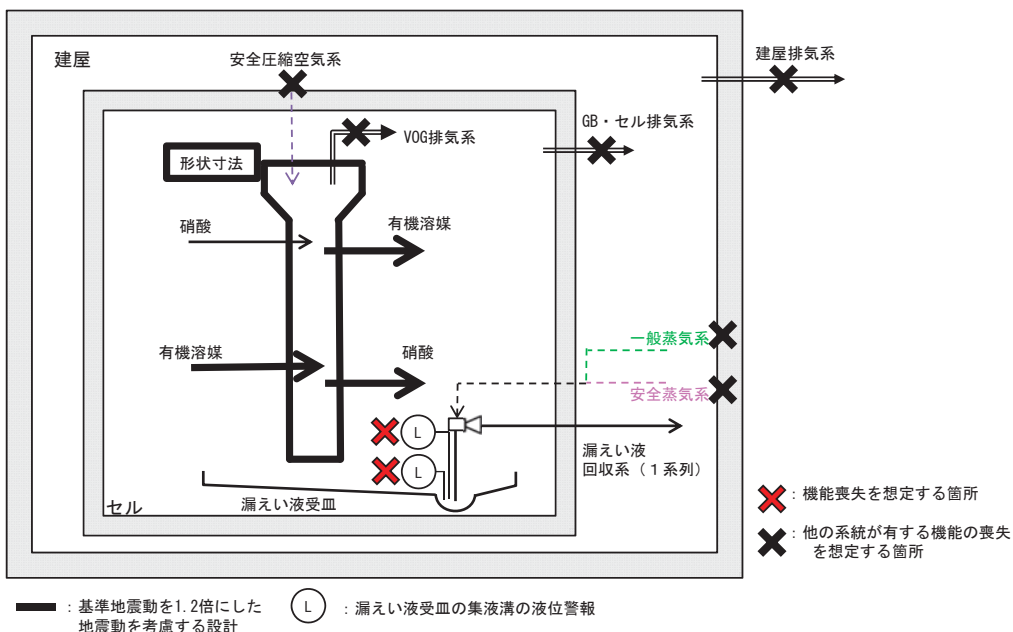 建屋
安全圧縮空気系
建屋排気系
GB・セル排気系
VOG排気系
形状寸法
硝酸
有機溶媒
有機溶媒
硝酸
一般蒸気系
安全蒸気系
L
L
漏えい液
回収系（１系列）
漏えい液受皿
セル
：機能喪失を想定する箇所
：他の系統が有する機能の喪失
を想定する箇所
：基準地震動を1.2倍にした
地震動を考慮する設計
L
：漏えい液受皿の集液溝の液位警報